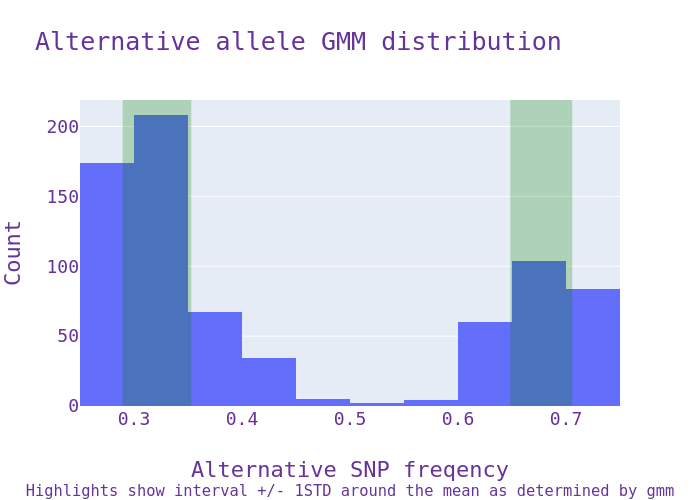 Alternative allele GMM distribution
200
150
100
50
0
Count
0.3 0.4 0.5 0.6 0.7
Alternative SNP freqency
Highlights show interval +/- 1STD around the mean as determined by gmm